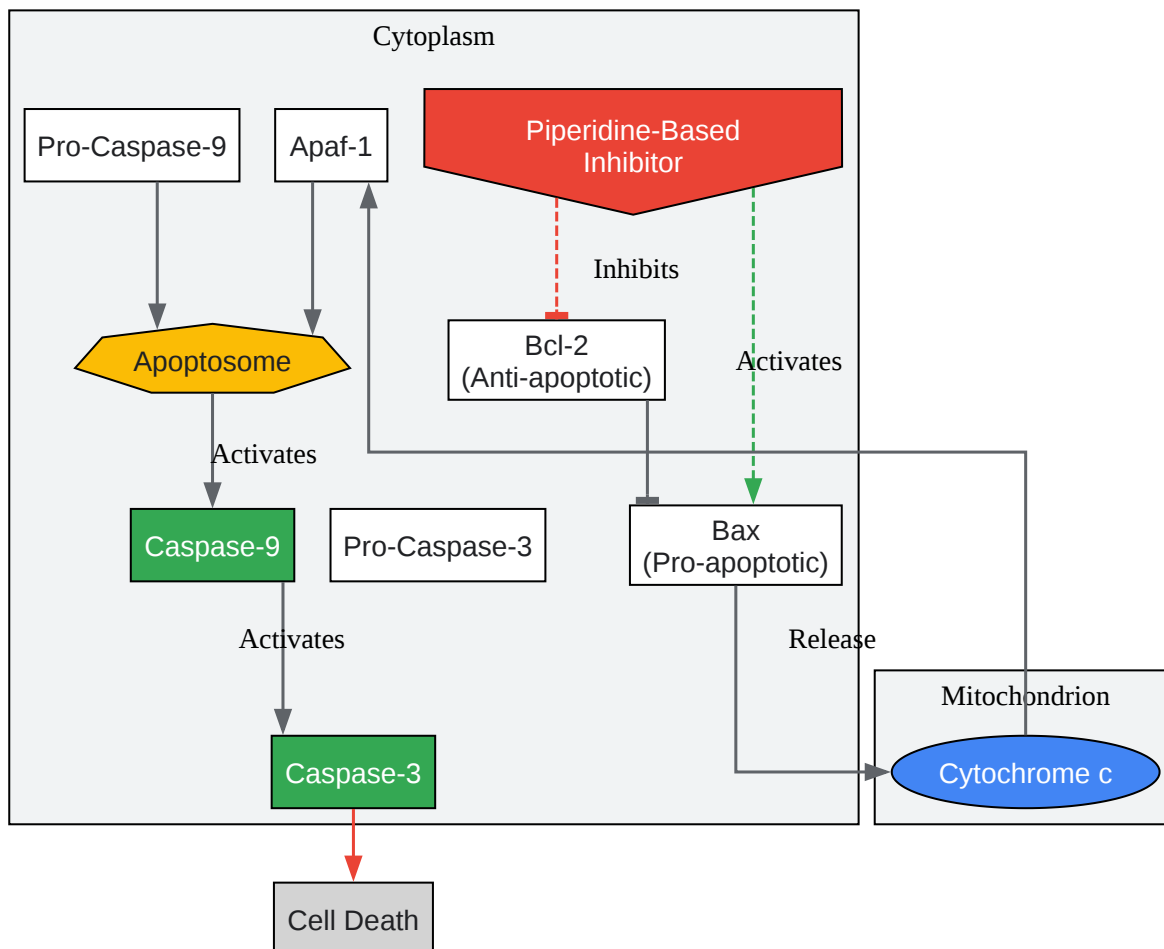 Cytoplasm
Pro-Caspase-9
Apaf-1
Piperidine-Based
Inhibitor
Inhibits
Apoptosome
Bcl-2
(Anti-apoptotic)
Activates
Activates
Caspase-9
Pro-Caspase-3
Bax
(Pro-apoptotic)
Activates
Release
Mitochondrion
Caspase-3
Cytochrome c
Cell Death